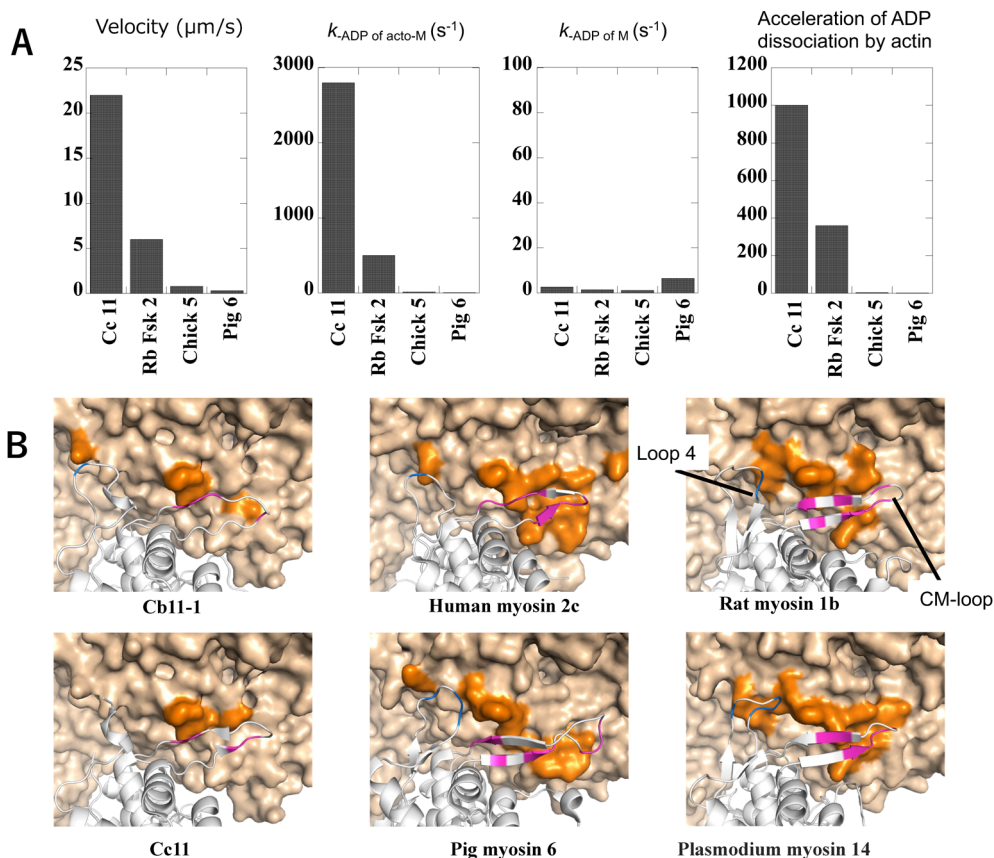 A
Velocity (µm/s)
25
20
15
10
5
0
Cc 11
Rb Fsk 2
Chick 5
Pig 6
k-ADP of acto-M (s-1)
3000
2000
1000
0
Cc 11
Rb Fsk 2
Chick 5
Pig 6
k-ADP of M (s-1)
100
80
60
40
20
0
Cc 11
Rb Fsk 2
Chick 5
Pig 6
Acceleration of ADP
dissociation by actin
1200
1000
800
600
400
200
0
Cc 11
Rb Fsk 2
Chick 5
Pig 6
B
Loop 4
CM-loop
Cb11-1
Human myosin 2c
Rat myosin 1b
Cc11
Pig myosin 6
Plasmodium myosin 14